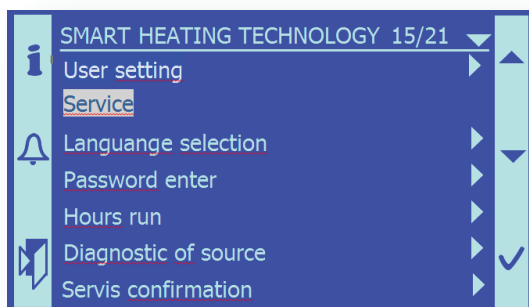 SMART HEATING TECHNOLOGY 15/21
User setting
Service
Languange selection
Password enter
Hours run
Diagnostic of source
Servis confirmation